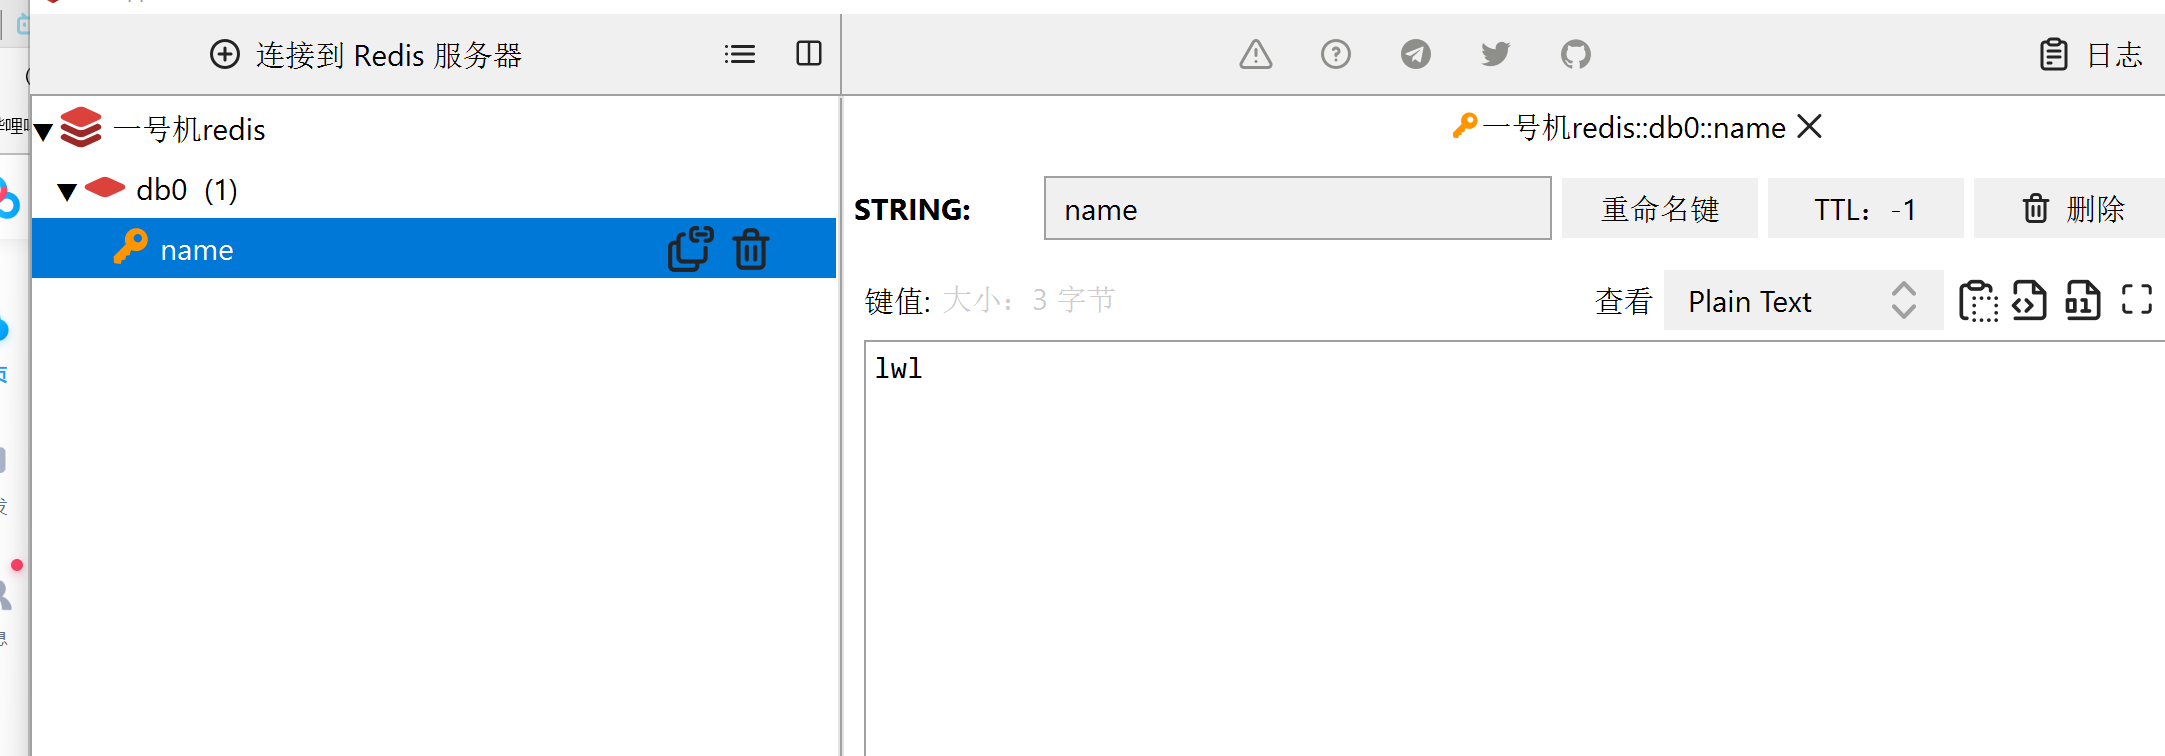 连接到 Redis 服务器
日志
一号机redis
一号机redis::db0::name
db0 (1)
name
STRING:
name
重命名键
TTL：-1
删除
键值:
大小：3 字节
查看
Plain Text
lwl